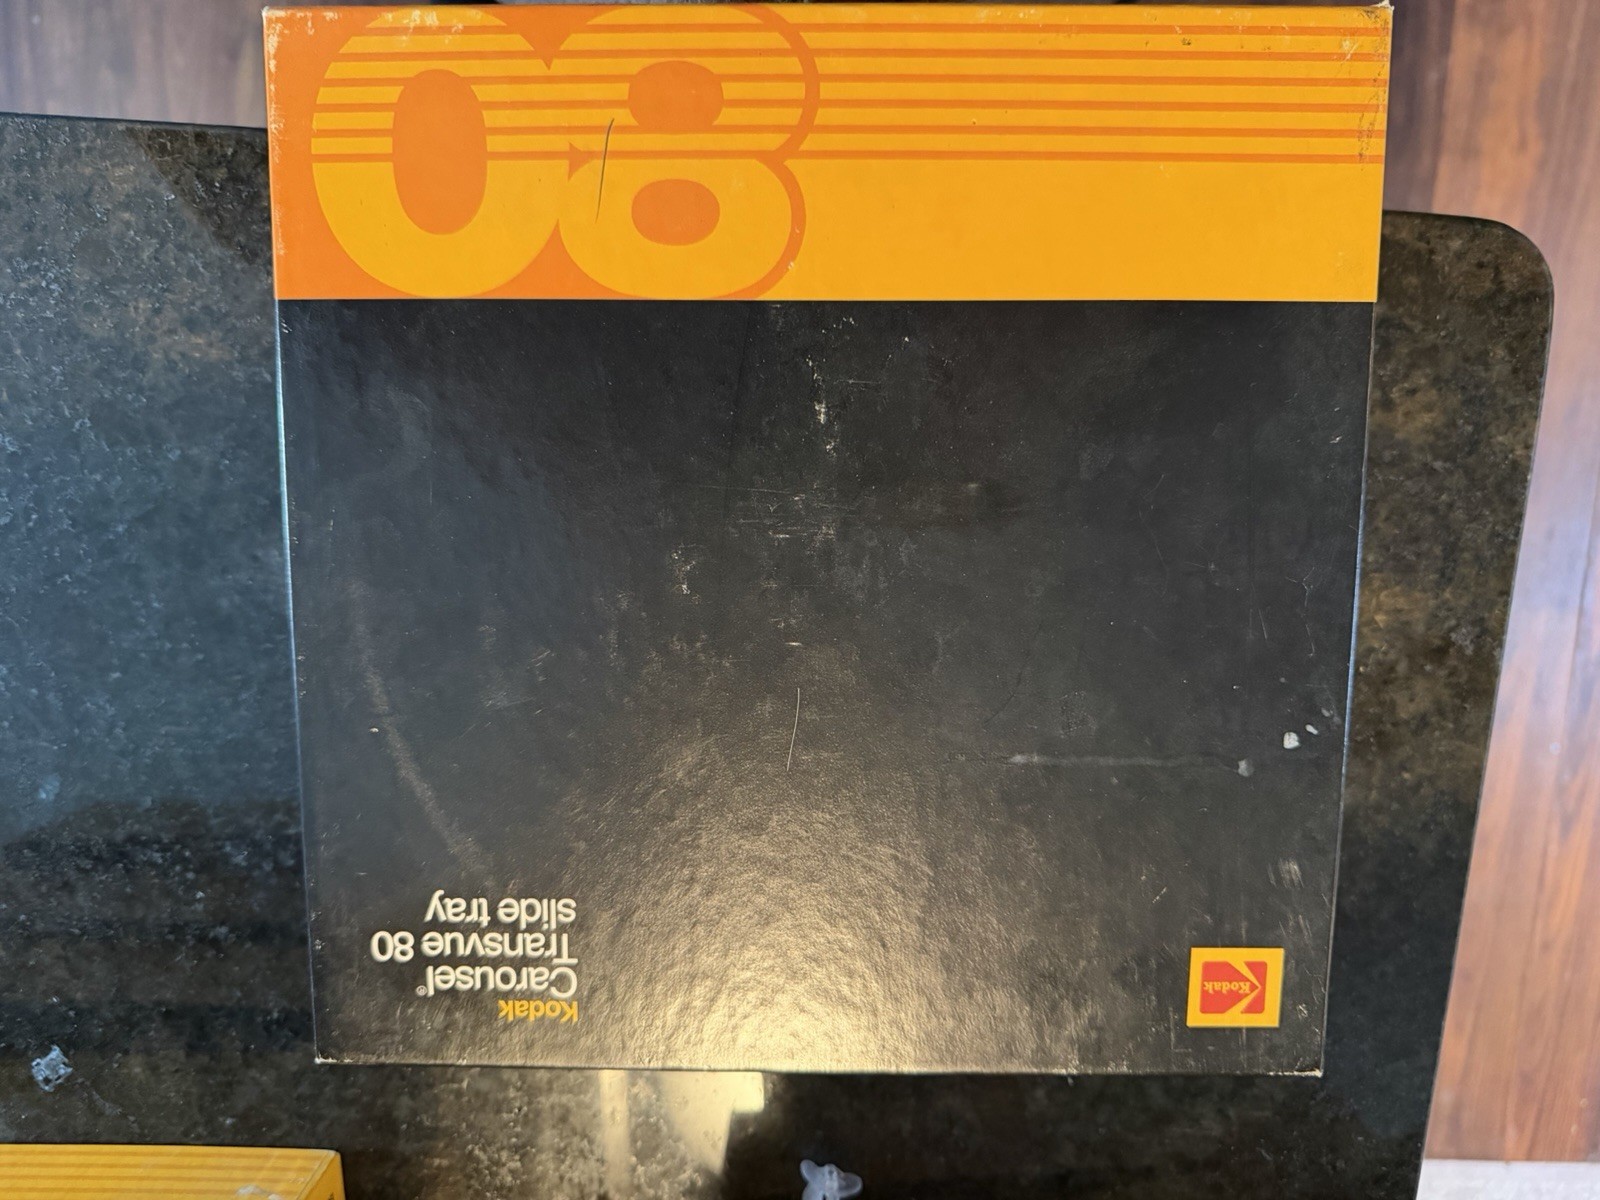 Kodak
Carousel®
Transvue 80
slide tray
Kodak
80